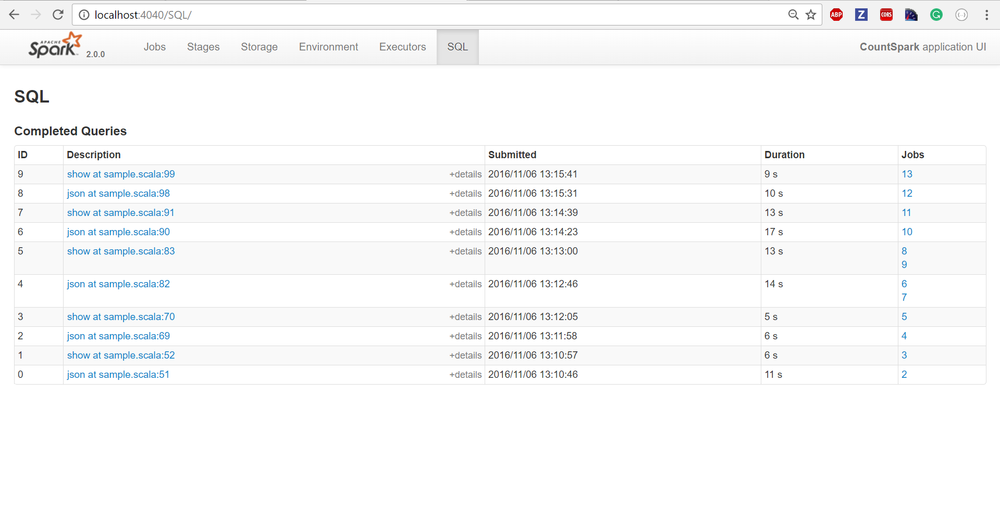 localhost:4040/SQL/
ABP Z CORS G {...}
APACHE
Spark™ 2.0.0 Jobs Stages Storage Environment Executors SQL CountSpark application UI
SQL
Completed Queries
ID Description Submitted Duration Jobs
9 show at sample.scala:99 +details 2016/11/06 13:15:41 9 s 13
8 json at sample.scala:98 +details 2016/11/06 13:15:31 10 s 12
7 show at sample.scala:91 +details 2016/11/06 13:14:39 13 s 11
6 json at sample.scala:90 +details 2016/11/06 13:14:23 17 s 10
5 show at sample.scala:83 +details 2016/11/06 13:13:00 13 s 8
9
4 json at sample.scala:82 +details 2016/11/06 13:12:46 14 s 6
7
3 show at sample.scala:70 +details 2016/11/06 13:12:05 5 s 5
2 json at sample.scala:69 +details 2016/11/06 13:11:58 6 s 4
1 show at sample.scala:52 +details 2016/11/06 13:10:57 6 s 3
0 json at sample.scala:51 +details 2016/11/06 13:10:46 11 s 2